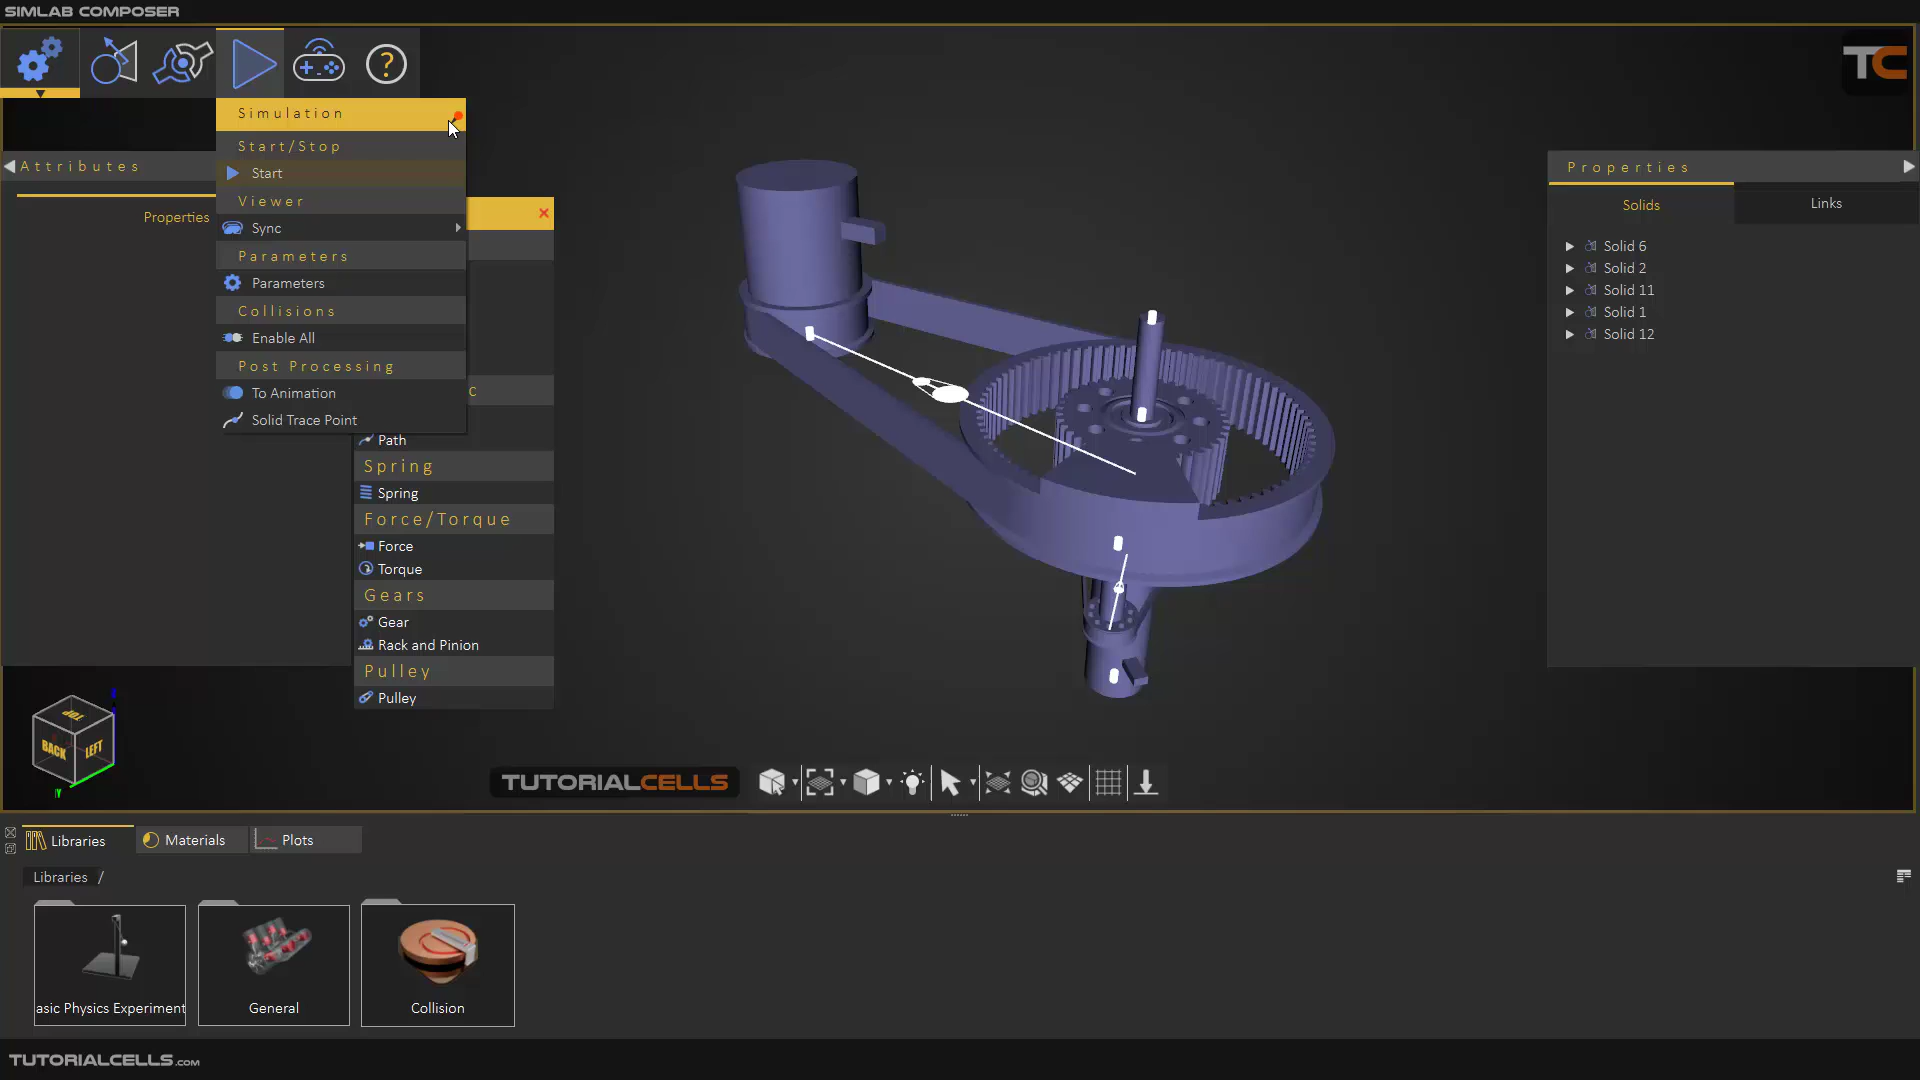 SIMLAB COMPOSER
TC
Simulation
Start/Stop
Start
Viewer
Sync
Parameters
Parameters
Collisions
Enable All
Post Processing
To Animation
Solid Trace Point
Attributes
Properties
c
Path
Spring
Spring
Force/Torque
Force
Torque
Gears
Gear
Rack and Pinion
Pulley
Pulley
Properties
Solids
Links
Solid 6
Solid 2
Solid 11
Solid 1
Solid 12
TOP
BACK
LEFT
TUTORIALCELLS
Libraries
Materials
Plots
Libraries /
asic Physics Experiment
General
Collision
TUTORIALCELLS.com